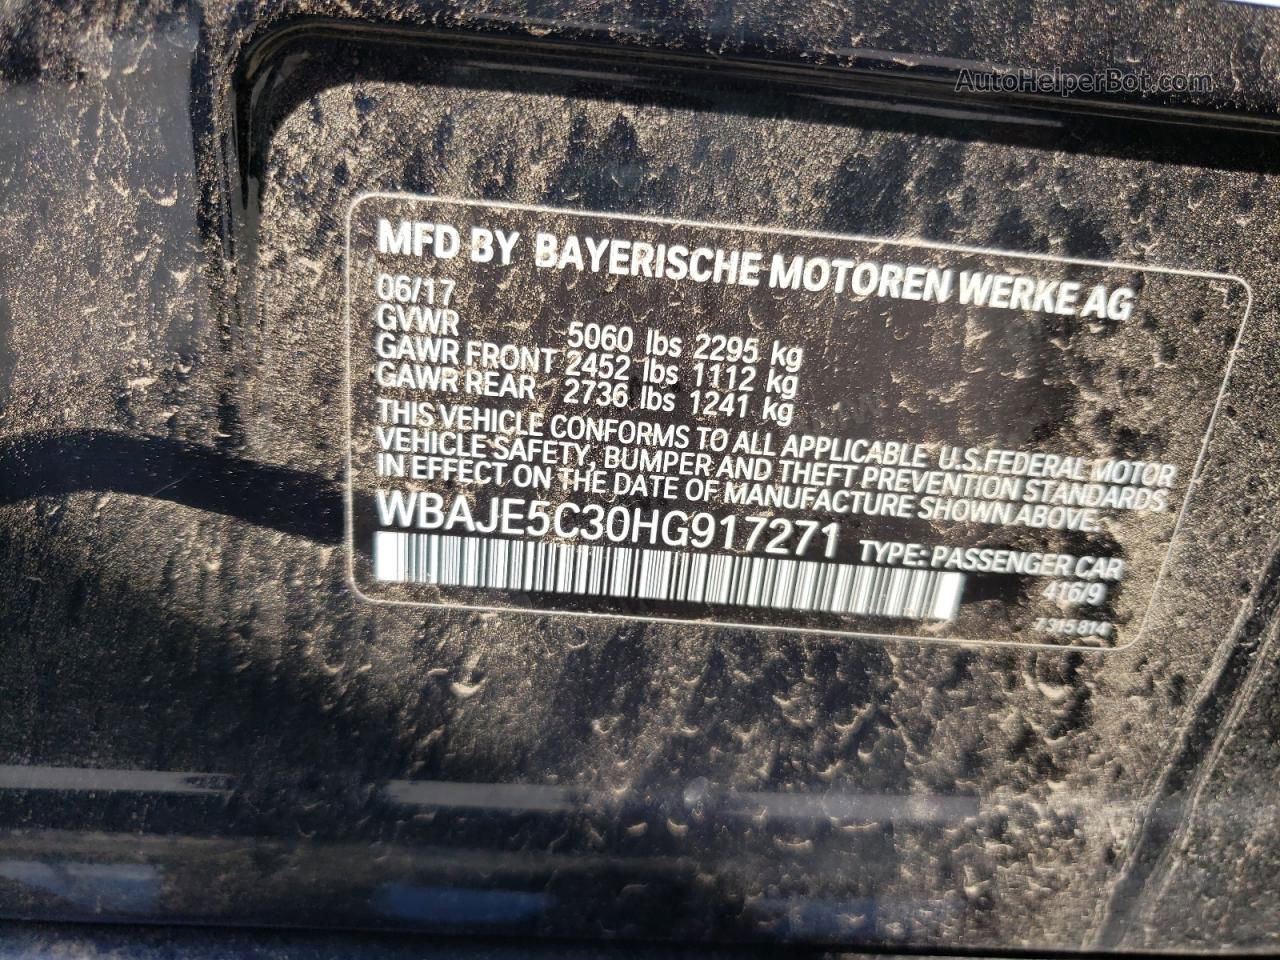 AutoHelperBot.com
MFD BY BAYERISCHE MOTOREN WERKE AG
06/17
GVWR 5060 lbs 2295 kg
GAWR FRONT 2452 lbs 1112 kg
GAWR REAR 2736 lbs 1241 kg
THIS VEHICLE CONFORMS TO ALL APPLICABLE U.S.FEDERAL MOTOR
VEHICLE SAFETY, BUMPER AND THEFT PREVENTION STANDARDS
IN EFFECT ON THE DATE OF MANUFACTURE SHOWN ABOVE.
WBAJE5C30HG917271 TYPE: PASSENGER CAR
416/9
7 315 814